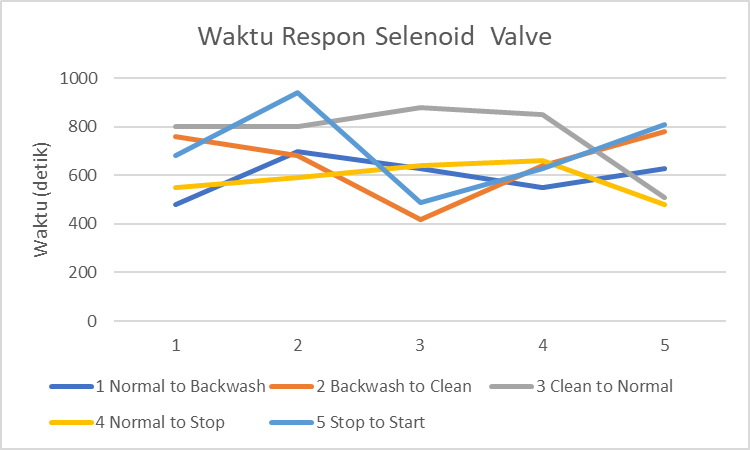 Waktu Respon Selenoid  Valve
1000
800
600
400
200
0
Waktu (detik)
1 2 3 4 5
1 Normal to Backwash 2 Backwash to Clean 3 Clean to Normal
4 Normal to Stop 5 Stop to Start